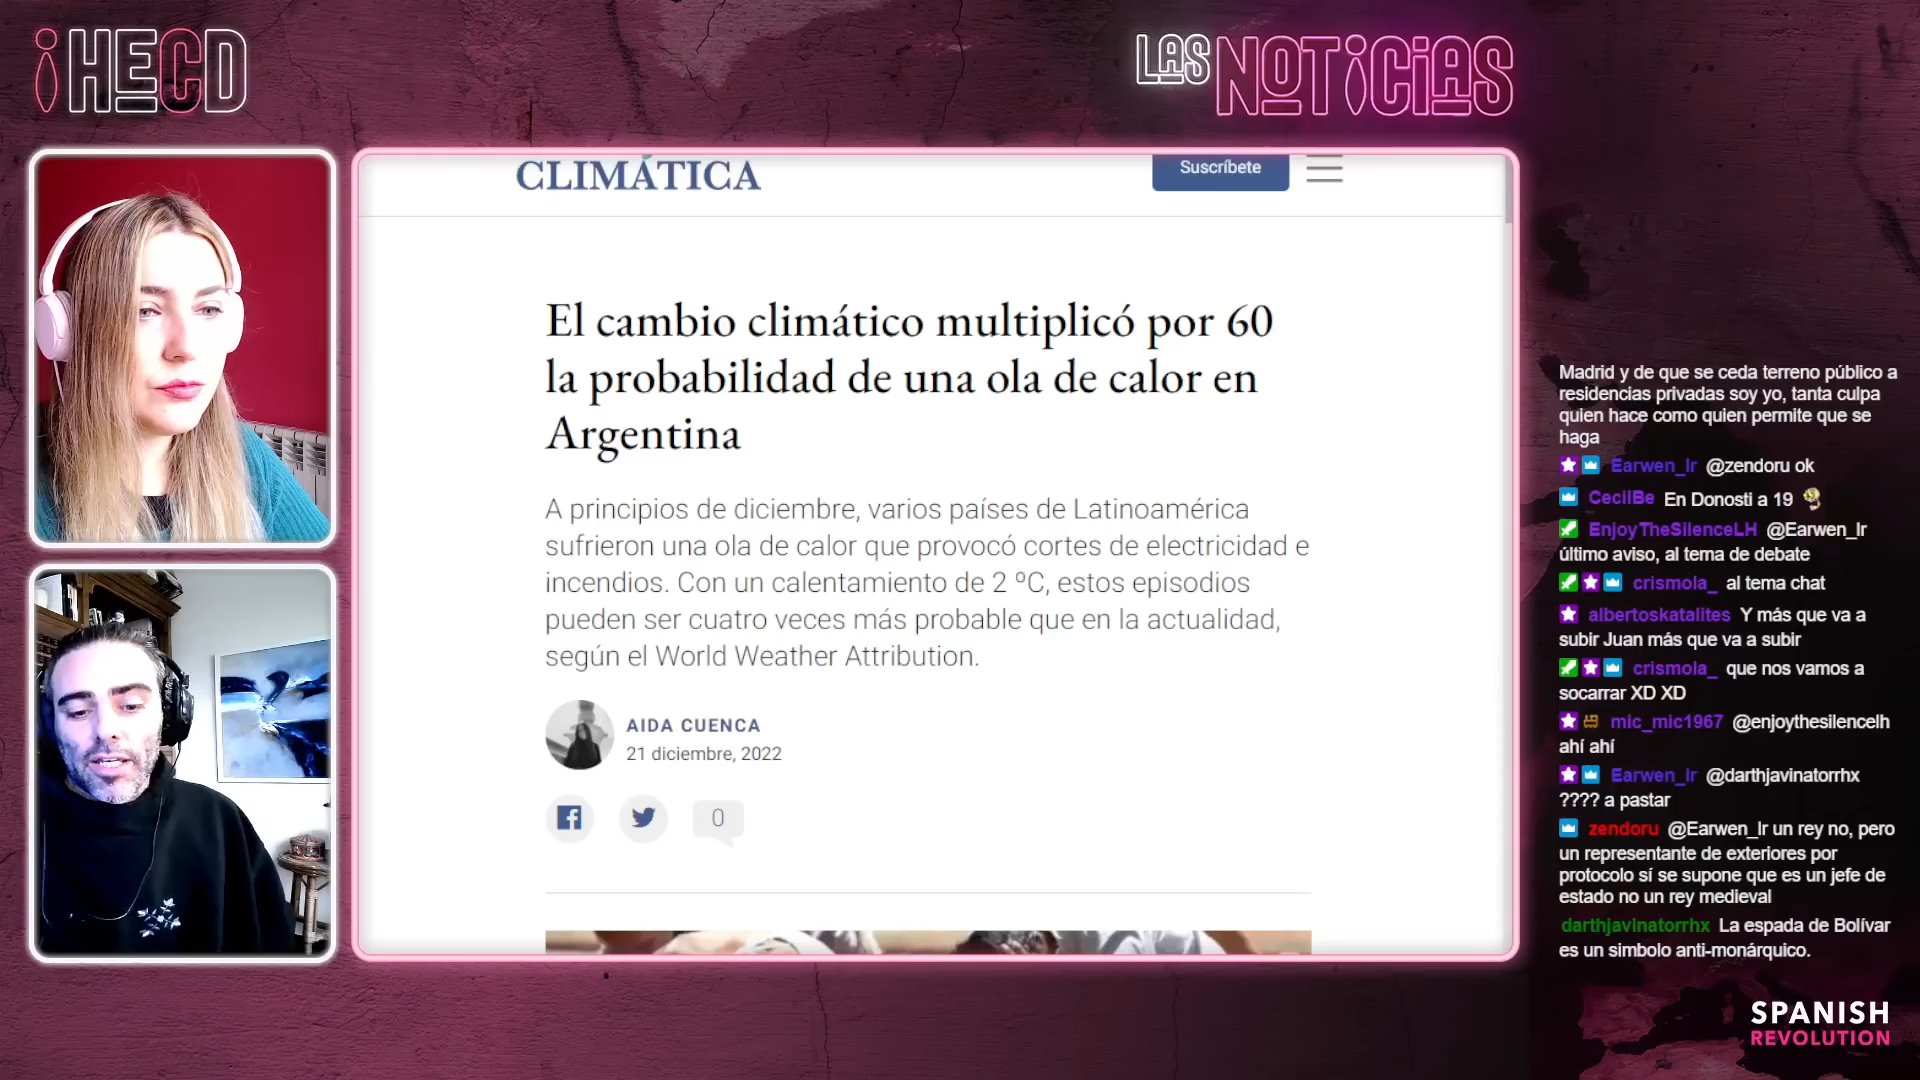 iHECD
LAS NOTICIAS
CLIMÁTICA
Suscríbete
El cambio climático multiplicó por 60
la probabilidad de una ola de calor en
Argentina
A principios de diciembre, varios países de Latinoamérica
sufrieron una ola de calor que provocó cortes de electricidad e
incendios. Con un calentamiento de 2 ºC, estos episodios
pueden ser cuatro veces más probable que en la actualidad,
según el World Weather Attribution.
AIDA CUENCA
21 diciembre, 2022
0
Madrid y de que se ceda terreno público a
residencias privadas soy yo, tanta culpa
quien hace como quien permite que se
haga
Earwen_Ir @zendoru ok
CecilBe En Donosti a 19
EnjoyTheSilenceLH @Earwen_Ir
último aviso, al tema de debate
crismola_ al tema chat
albertoskatalites Y más que va a
subir Juan más que va a subir
crismola_ que nos vamos a
socarrar XD XD
mic_mic1967 @enjoythesilencelh
ahí ahí
Earwen_Ir @darthjavinatorrhx
???? a pastar
zendoru @Earwen_Ir un rey no, pero
un representante de exteriores por
protocolo sí se supone que es un jefe de
estado no un rey medieval
darthjavinatorrhx La espada de Bolívar
es un simbolo anti-monárquico.
SPANISH
REVOLUTION